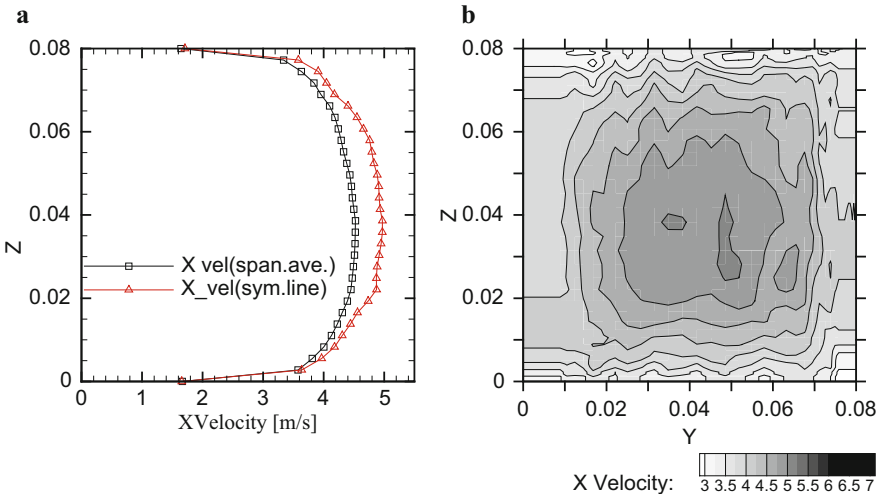 a
0.08
0.06
0.04
0.02
0
Z
X vel(span.ave.)
X_vel(sym.line)
0 1 2 3 4 5
XVelocity [m/s]
b
0.08
0.06
0.04
0.02
0
Z
0 0.02 0.04 0.06 0.08
Y
X Velocity: 3 3.5 4 4.5 5 5.5 6 6.5 7